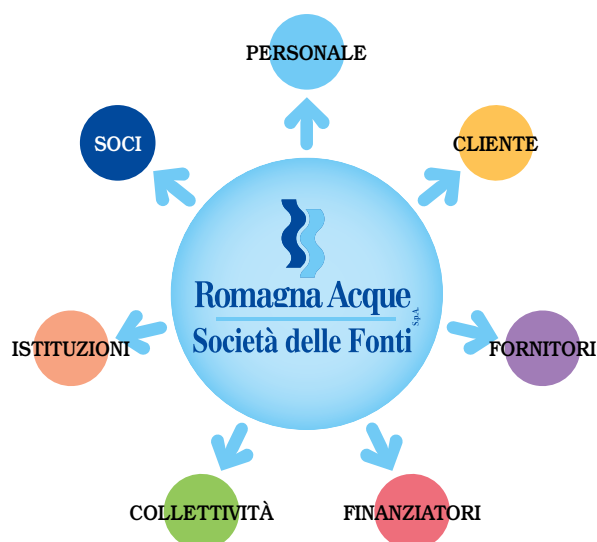 PERSONALE
SOCI
CLIENTE
Romagna Acque
Società delle Fonti S.p.A.
ISTITUZIONI
FORNITORI
COLLETTIVITÀ
FINANZIATORI